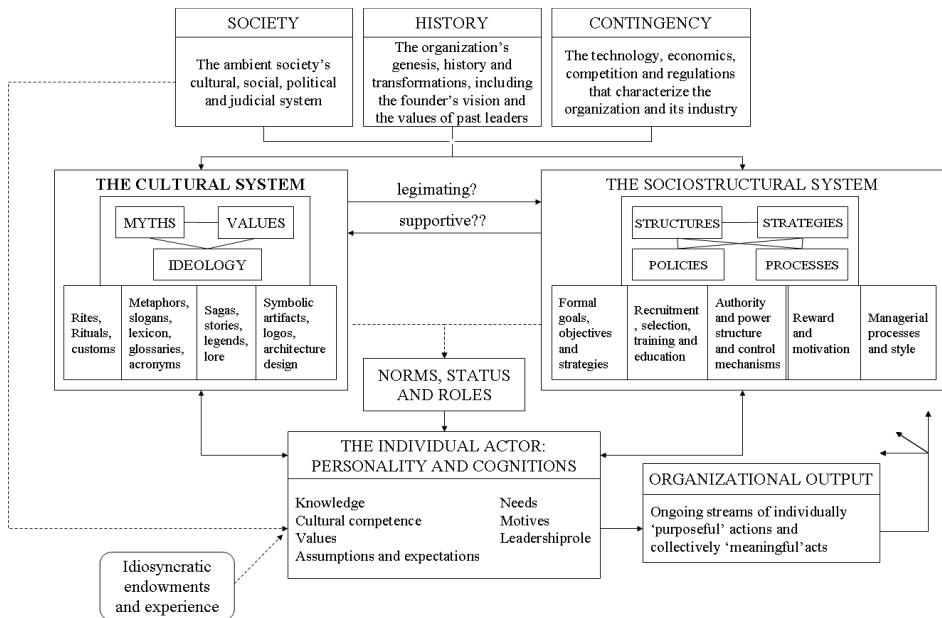 SOCIETY
The ambient society's
cultural, social, political
and judicial system
HISTORY
The organization's
genesis, history and
transformations, including
the founder's vision and
the values of past leaders
CONTINGENCY
The technology, economics,
competition and regulations
that characterize the
organization and its industry
THE CULTURAL SYSTEM
MYTHS
VALUES
IDEOLOGY
Rites,
Rituals,
customs
Metaphors,
slogans,
lexicon,
glossaries,
acronyms
Sagas,
stories,
legends,
lore
Symbolic
artifacts,
logos,
architecture
design
legimating?
supportive??
THE SOCIOSTRUCTURAL SYSTEM
STRUCTURES
STRATEGIES
POLICIES
PROCESSES
Formal
goals,
objectives
and
strategies
Recruitment
, selection,
training and
education
Authority
and power
structure
and control
mechanisms
Reward
and
motivation
Managerial
processes
and style
NORMS, STATUS
AND ROLES
THE INDIVIDUAL ACTOR:
PERSONALITY AND COGNITIONS
Knowledge
Cultural competence
Values
Assumptions and expectations
Needs
Motives
Leadershiprole
ORGANIZATIONAL OUTPUT
Ongoing streams of individually
‘purposeful’ actions and
collectively ‘meaningful’acts
Idiosyncratic
endowments
and experience